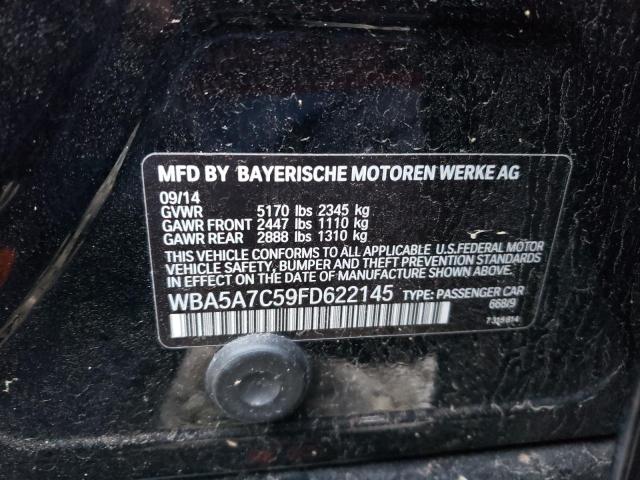 MFD BY BAYERISCHE MOTOREN WERKE AG
09/14
GVWR 5170 lbs 2345 kg
GAWR FRONT 2447 lbs 1110 kg
GAWR REAR 2888 lbs 1310 kg
THIS VEHICLE CONFORMS TO ALL APPLICABLE U.S.FEDERAL MOTOR
VEHICLE SAFETY, BUMPER AND THEFT PREVENTION STANDARDS
IN EFFECT ON THE DATE OF MANUFACTURE SHOWN ABOVE.
WBA5A7C59FD622145 TYPE: PASSENGER CAR
668/9
7319814